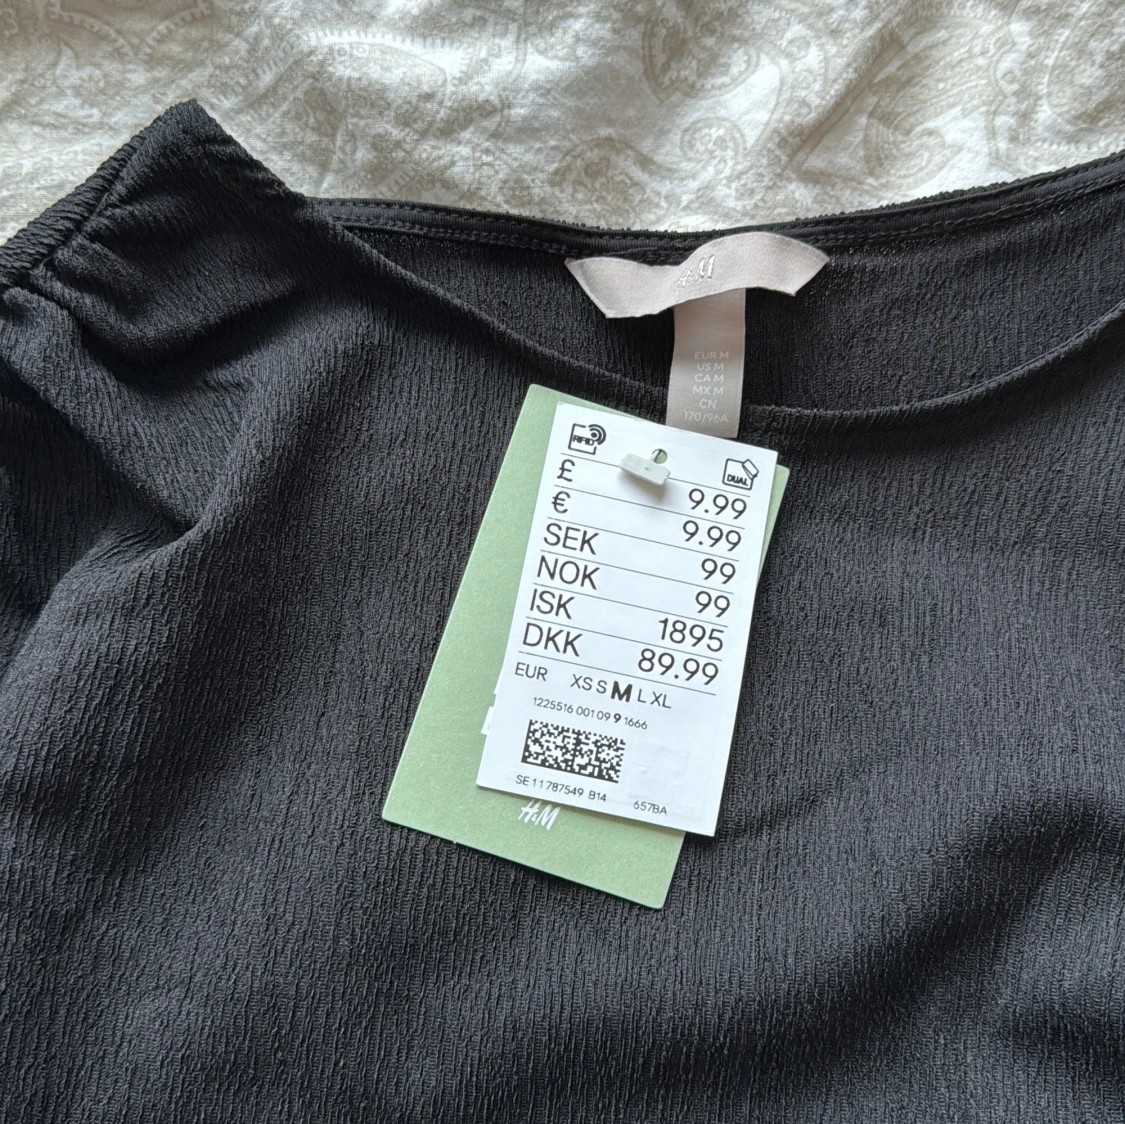 H&M
EUR M
US M
CA M
MX M
CN
170/96A
RFID
DUAL
£ 9.99
€ 9.99
SEK 99
NOK 99
ISK 1895
DKK 89.99
EUR XS S M L XL
1225516 001 09 9 1666
SE 11787549 B14 657BA
H&M